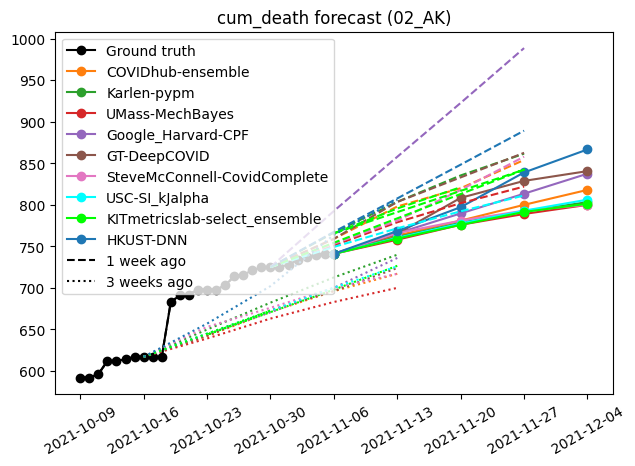 cum_death forecast (02_AK)
1000
950
900
850
800
750
700
650
600
Ground truth
COVIDhub-ensemble
Karlen-pypm
UMass-MechBayes
Google_Harvard-CPF
GT-DeepCOVID
SteveMcConnell-CovidComplete
USC-SI_kJalpha
KITmetricslab-select_ensemble
HKUST-DNN
1 week ago
3 weeks ago
2021-10-09
2021-10-16
2021-10-23
2021-10-30
2021-11-06
2021-11-13
2021-11-20
2021-11-27
2021-12-04